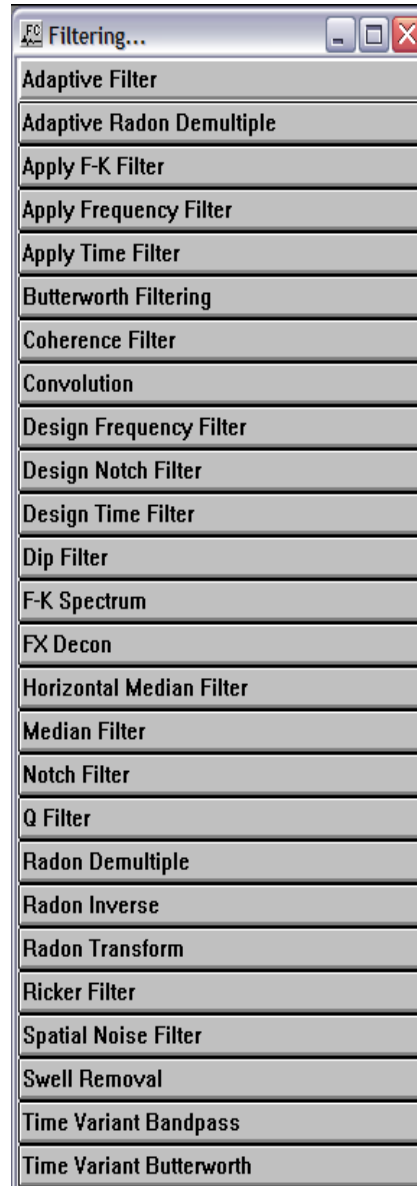 FC
Filtering...
Adaptive Filter
Adaptive Radon Demultiple
Apply F-K Filter
Apply Frequency Filter
Apply Time Filter
Butterworth Filtering
Coherence Filter
Convolution
Design Frequency Filter
Design Notch Filter
Design Time Filter
Dip Filter
F-K Spectrum
FX Decon
Horizontal Median Filter
Median Filter
Notch Filter
Q Filter
Radon Demultiple
Radon Inverse
Radon Transform
Ricker Filter
Spatial Noise Filter
Swell Removal
Time Variant Bandpass
Time Variant Butterworth